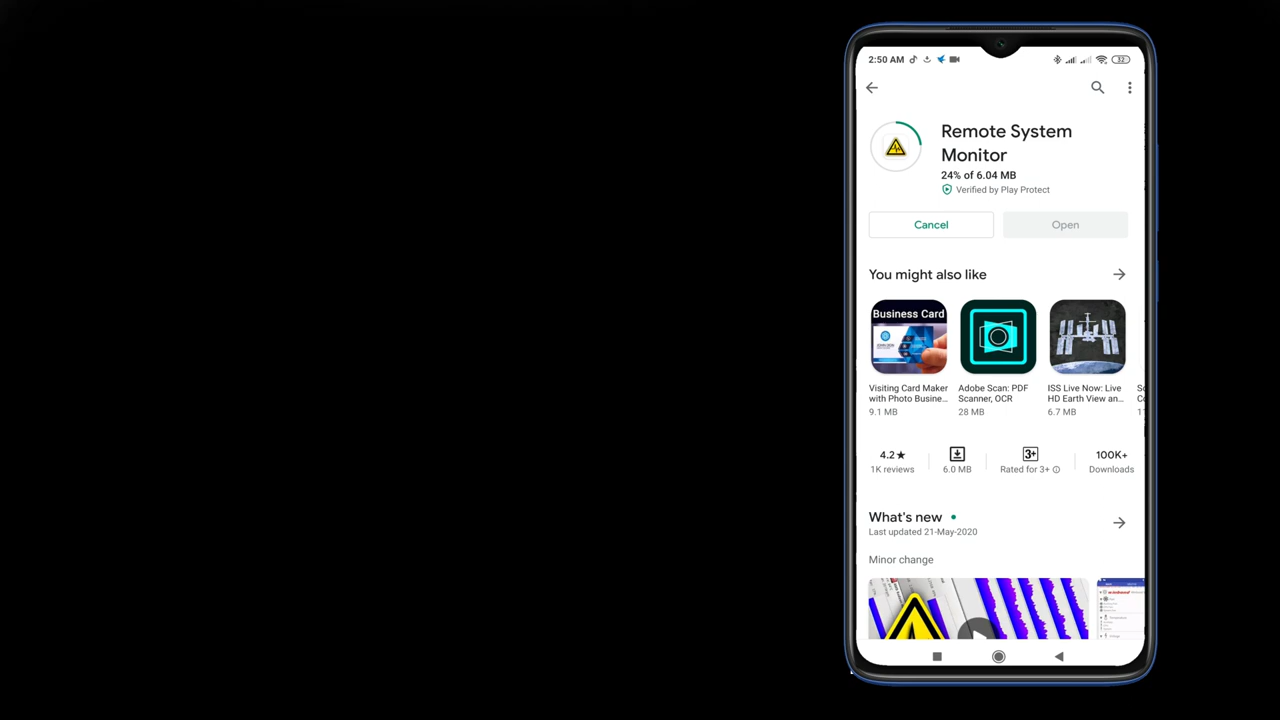 2:50 AM
32
Remote System
Monitor
24% of 6.04 MB
Verified by Play Protect
Cancel
Open
You might also like
Business Card
Visiting Card Maker
with Photo Busine...
9.1 MB
Adobe Scan: PDF
Scanner, OCR
28 MB
ISS Live Now: Live
HD Earth View an...
6.7 MB
4.2★
1K reviews
6.0 MB
3+
Rated for 3+
100K+
Downloads
What's new
Last updated 21-May-2020
Minor change